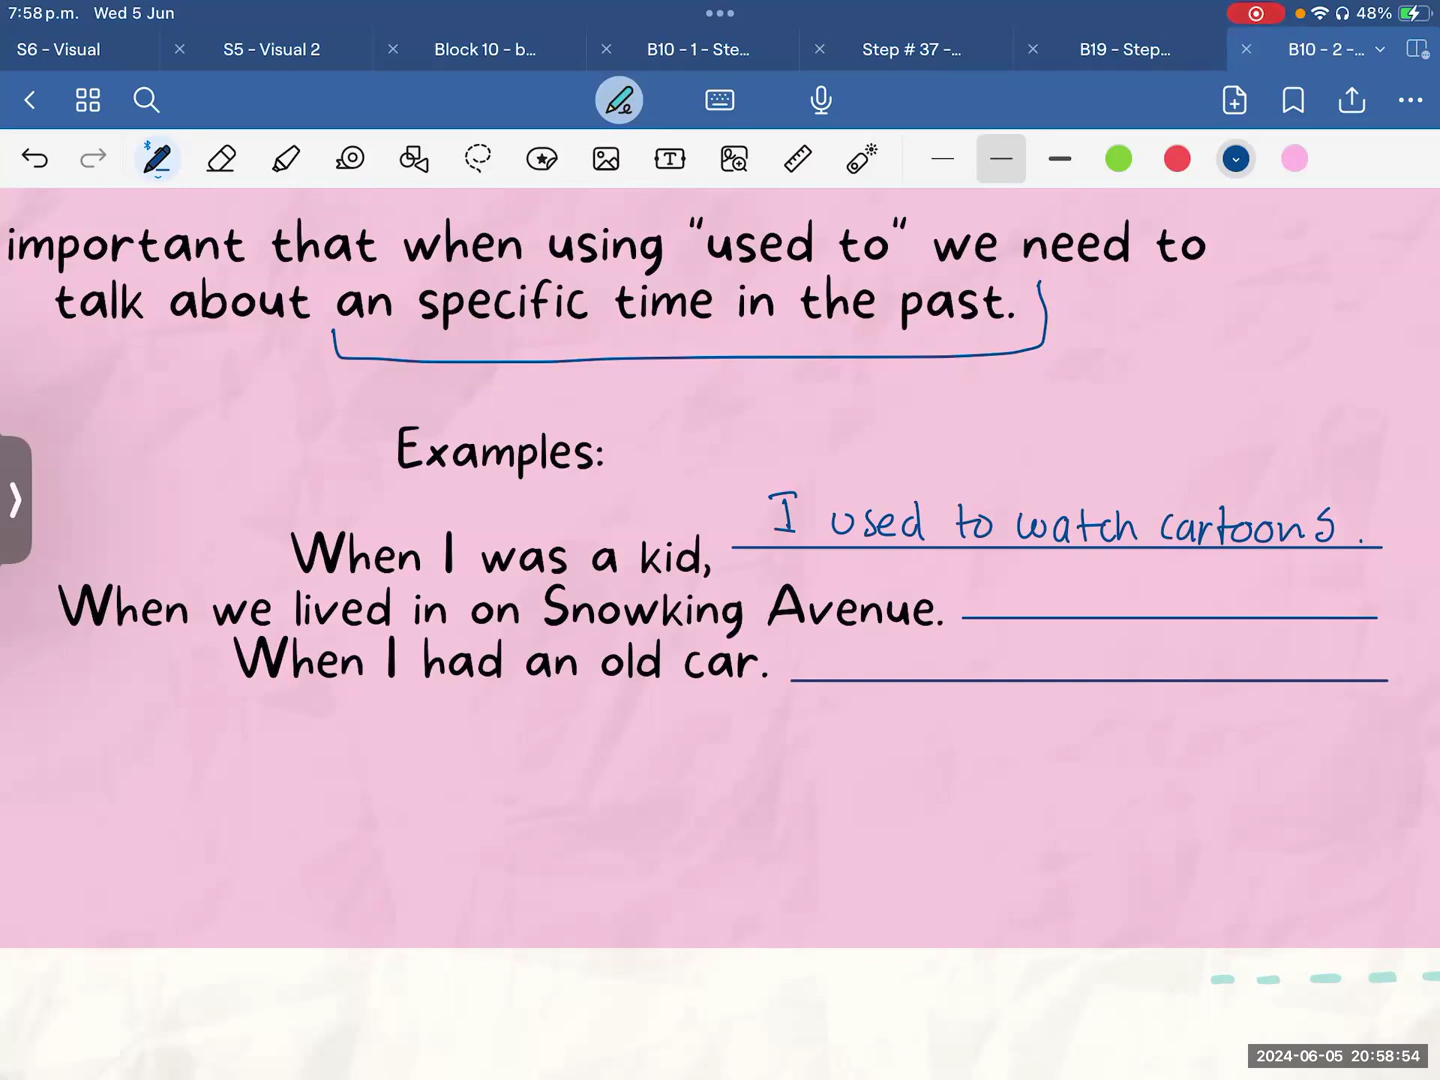 7:58 p.m. Wed 5 Jun 48%
S6 - Visual S5 - Visual 2 Block 10 - b... B10 - 1 - Ste... Step # 37 -... B19 - Step... B10 - 2 -...
important that when using "used to" we need to
talk about an specific time in the past.
Examples:
I used to watch cartoons.
When I was a kid,
When we lived in on Snowking Avenue.
When I had an old car.
2024-06-05 20:58:54